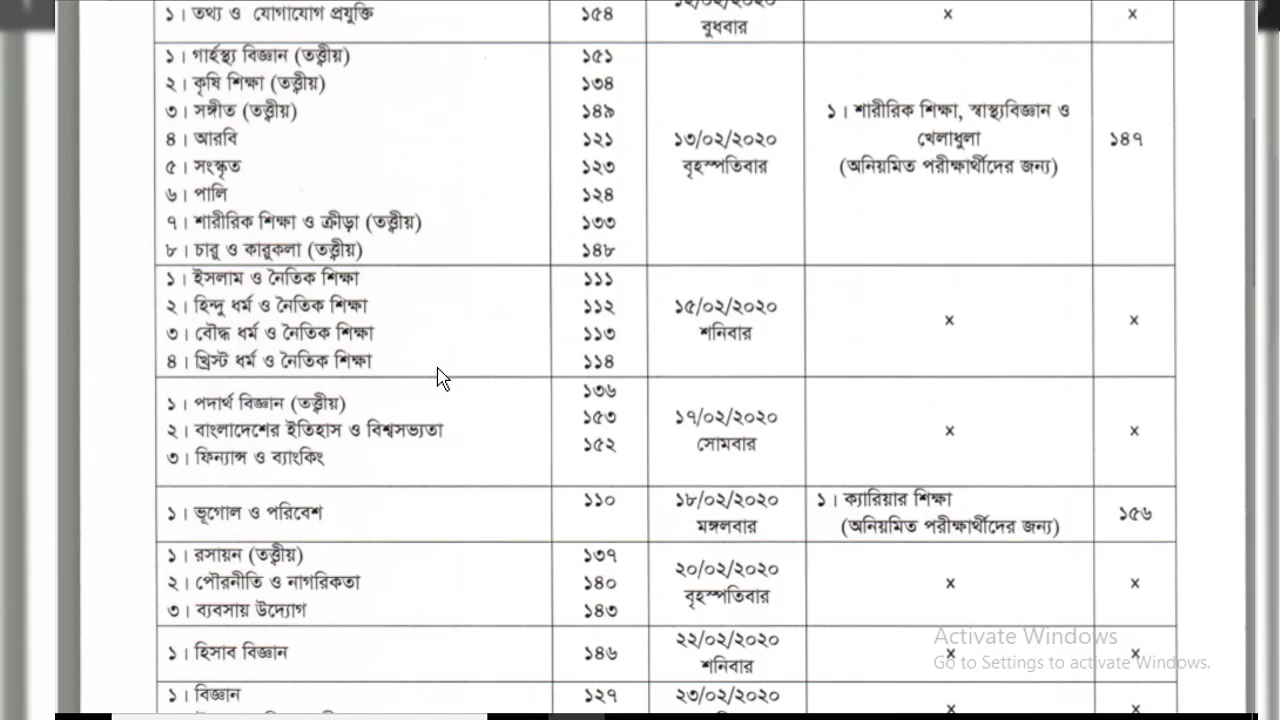 ১। তথ্য ও যোগাযোগ প্রযুক্তি ১৫৪ ১২/০২/২০২০ x x
বুধবার
১। গার্হস্থ্য বিজ্ঞান (তত্ত্বীয়) ১৫১
২। কৃষি শিক্ষা (তত্ত্বীয়) ১৩৪
৩। সঙ্গীত (তত্ত্বীয়) ১৪৯ ১। শারীরিক শিক্ষা, স্বাস্থ্যবিজ্ঞান ও
৪। আরবি ১২১ ১৩/০২/২০২০ খেলাধুলা ১৪৭
৫। সংস্কৃত ১২৩ বৃহস্পতিবার (অনিয়মিত পরীক্ষার্থীদের জন্য)
৬। পালি ১২৪
৭। শারীরিক শিক্ষা ও ক্রীড়া (তত্ত্বীয়) ১৩৩
৮। চারু ও কারুকলা (তত্ত্বীয়) ১৪৮
১। ইসলাম ও নৈতিক শিক্ষা ১১১
২। হিন্দু ধর্ম ও নৈতিক শিক্ষা ১১২ ১৫/০২/২০২০ x x
৩। বৌদ্ধ ধর্ম ও নৈতিক শিক্ষা ১১৩ শনিবার
৪। খ্রিস্ট ধর্ম ও নৈতিক শিক্ষা ১১৪
১। পদার্থ বিজ্ঞান (তত্ত্বীয়) ১৩৬
২। বাংলাদেশের ইতিহাস ও বিশ্বসভ্যতা ১৫৩ ১৭/০২/২০২০ x x
৩। ফিন্যান্স ও ব্যাংকিং ১৫২ সোমবার
১। ভূগোল ও পরিবেশ ১১০ ১৮/০২/২০২০ ১। ক্যারিয়ার শিক্ষা ১৫৬
মঙ্গলবার (অনিয়মিত পরীক্ষার্থীদের জন্য)
১। রসায়ন (তত্ত্বীয়) ১৩৭
২। পৌরনীতি ও নাগরিকতা ১৪০ ২০/০২/২০২০ x x
৩। ব্যবসায় উদ্যোগ ১৪৩ বৃহস্পতিবার
১। হিসাব বিজ্ঞান ১৪৬ ২২/০২/২০২০ x x
শনিবার
Activate Windows
Go to Settings to activate Windows.
১। বিজ্ঞান ১২৭ ২৩/০২/২০২০ x x